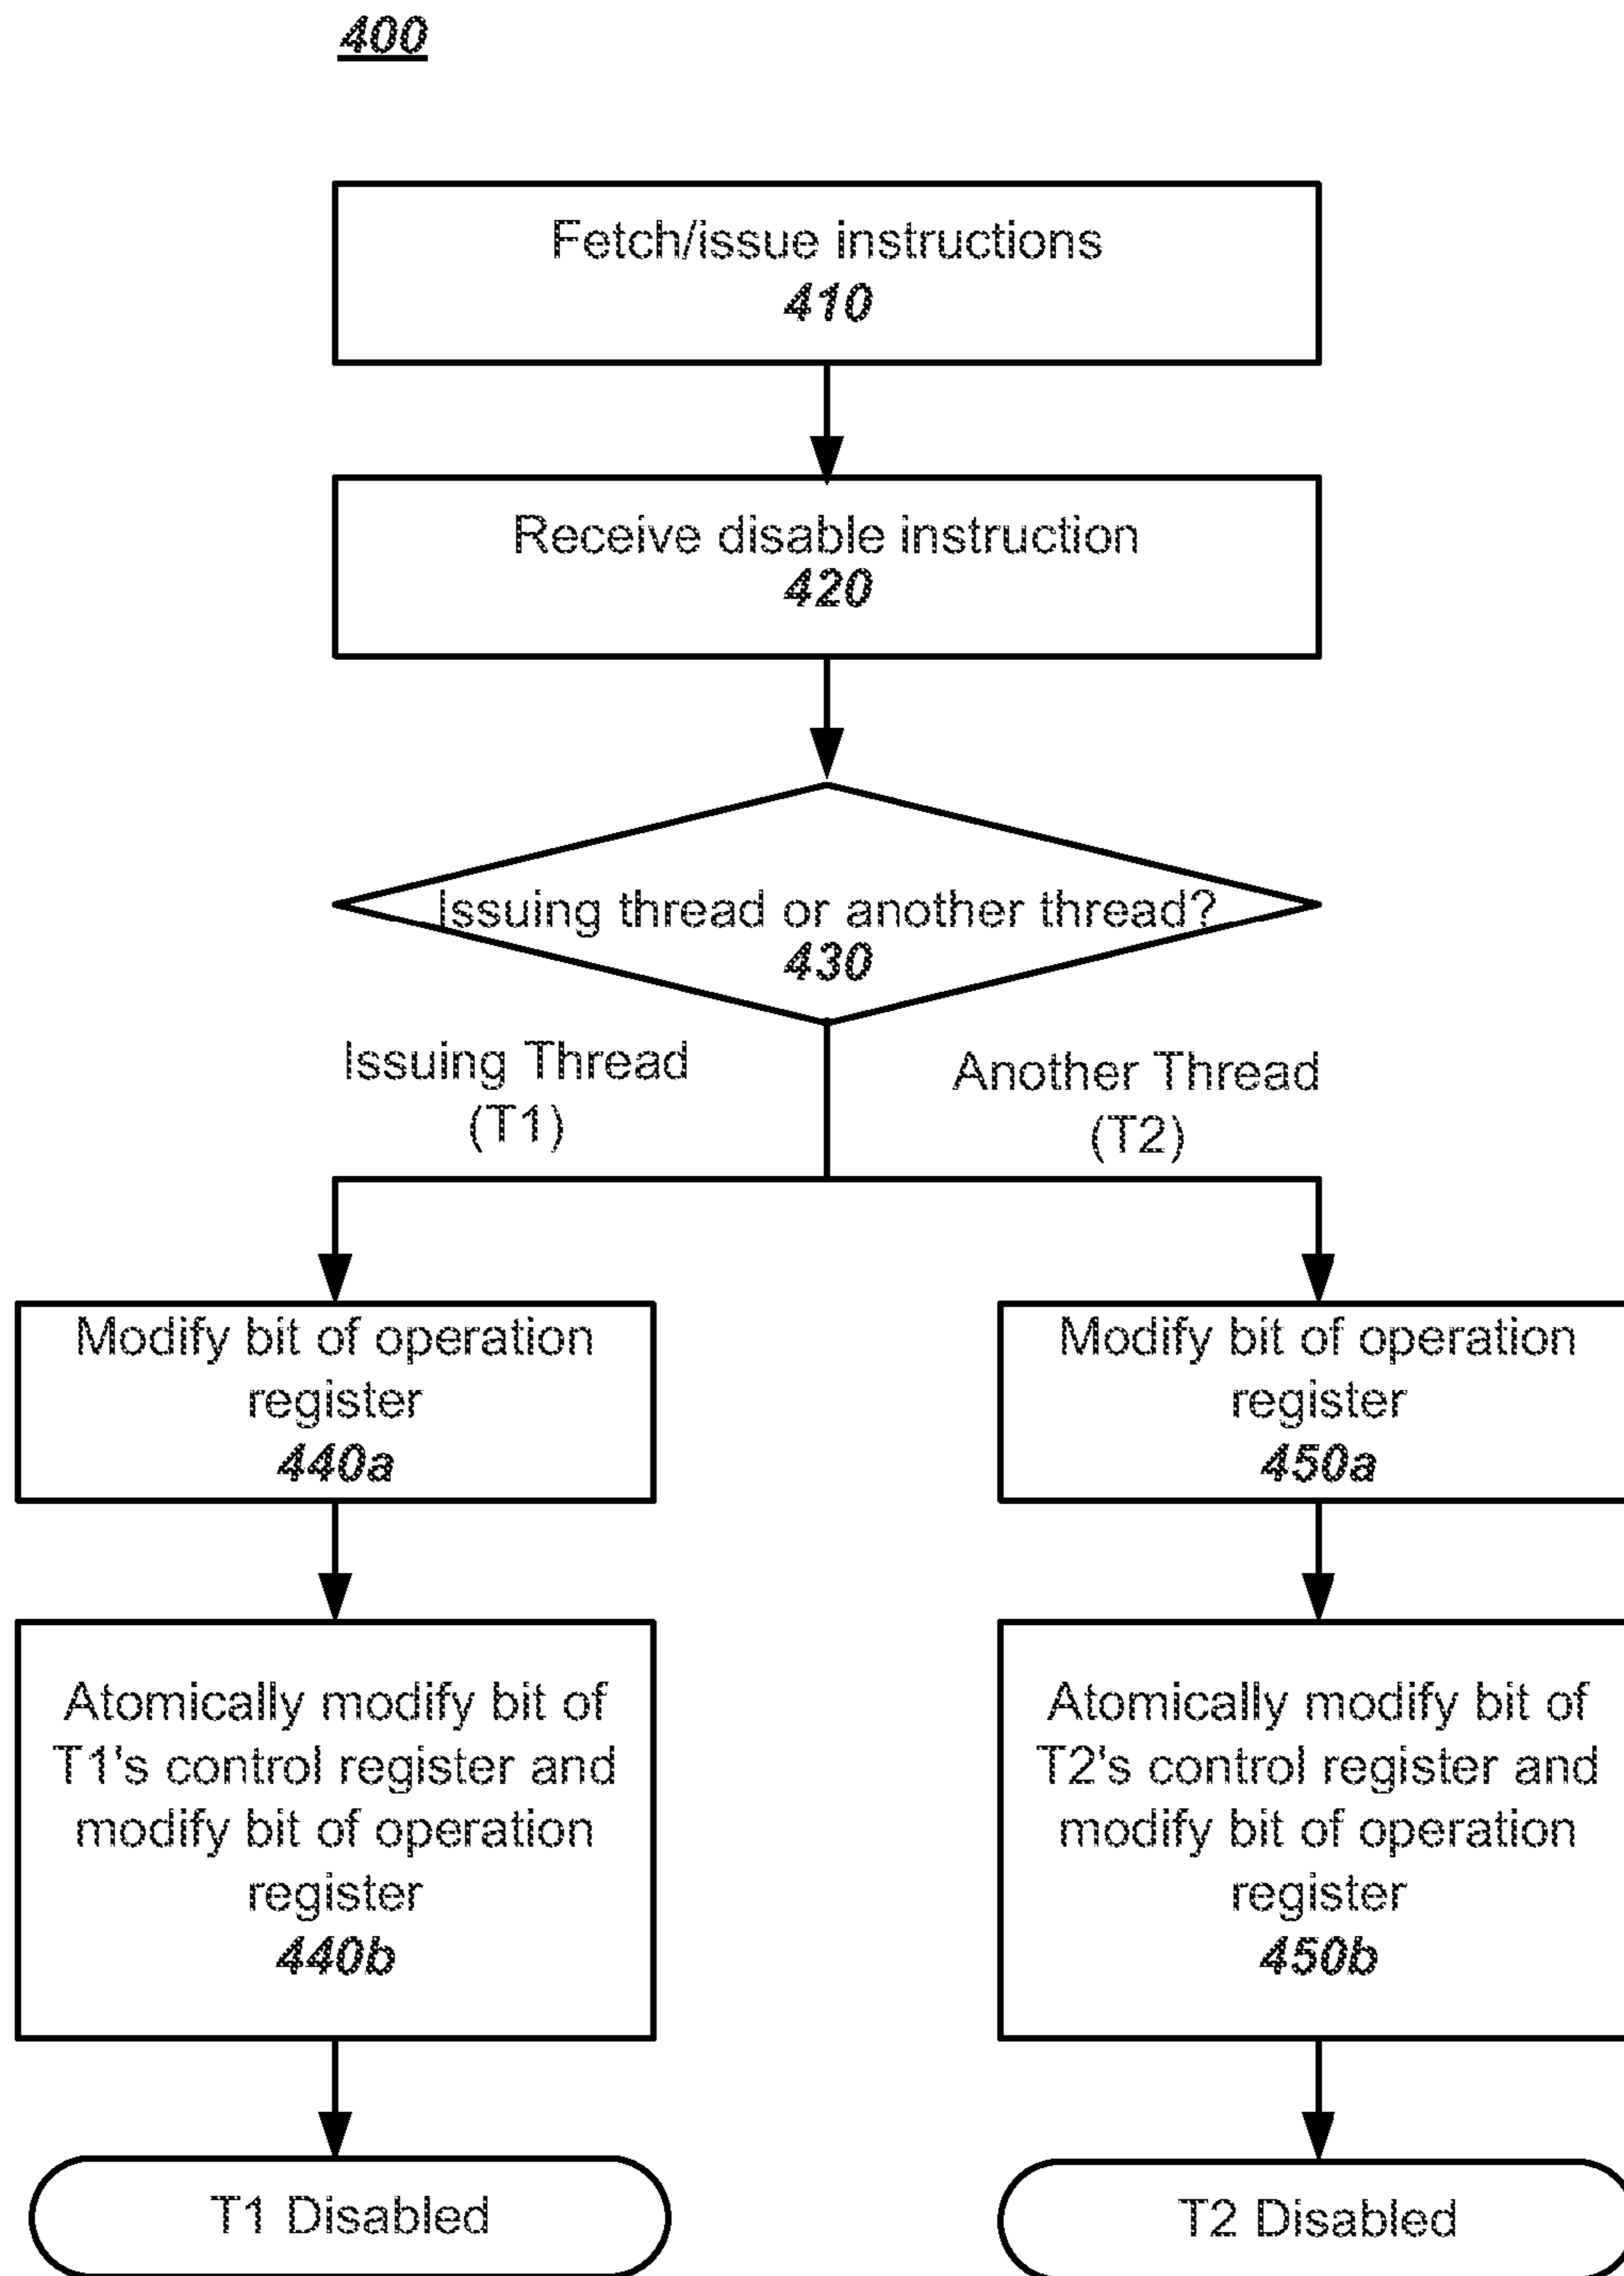 400
Fetch/issue instructions
410
Receive disable instruction
420
Issuing thread or another thread?
430
Issuing Thread
(T1)
Another Thread
(T2)
Modify bit of operation
register
440a
Modify bit of operation
register
450a
Atomically modify bit of
T1's control register and
modify bit of operation
register
440b
Atomically modify bit of
T2's control register and
modify bit of operation
register
450b
T1 Disabled
T2 Disabled